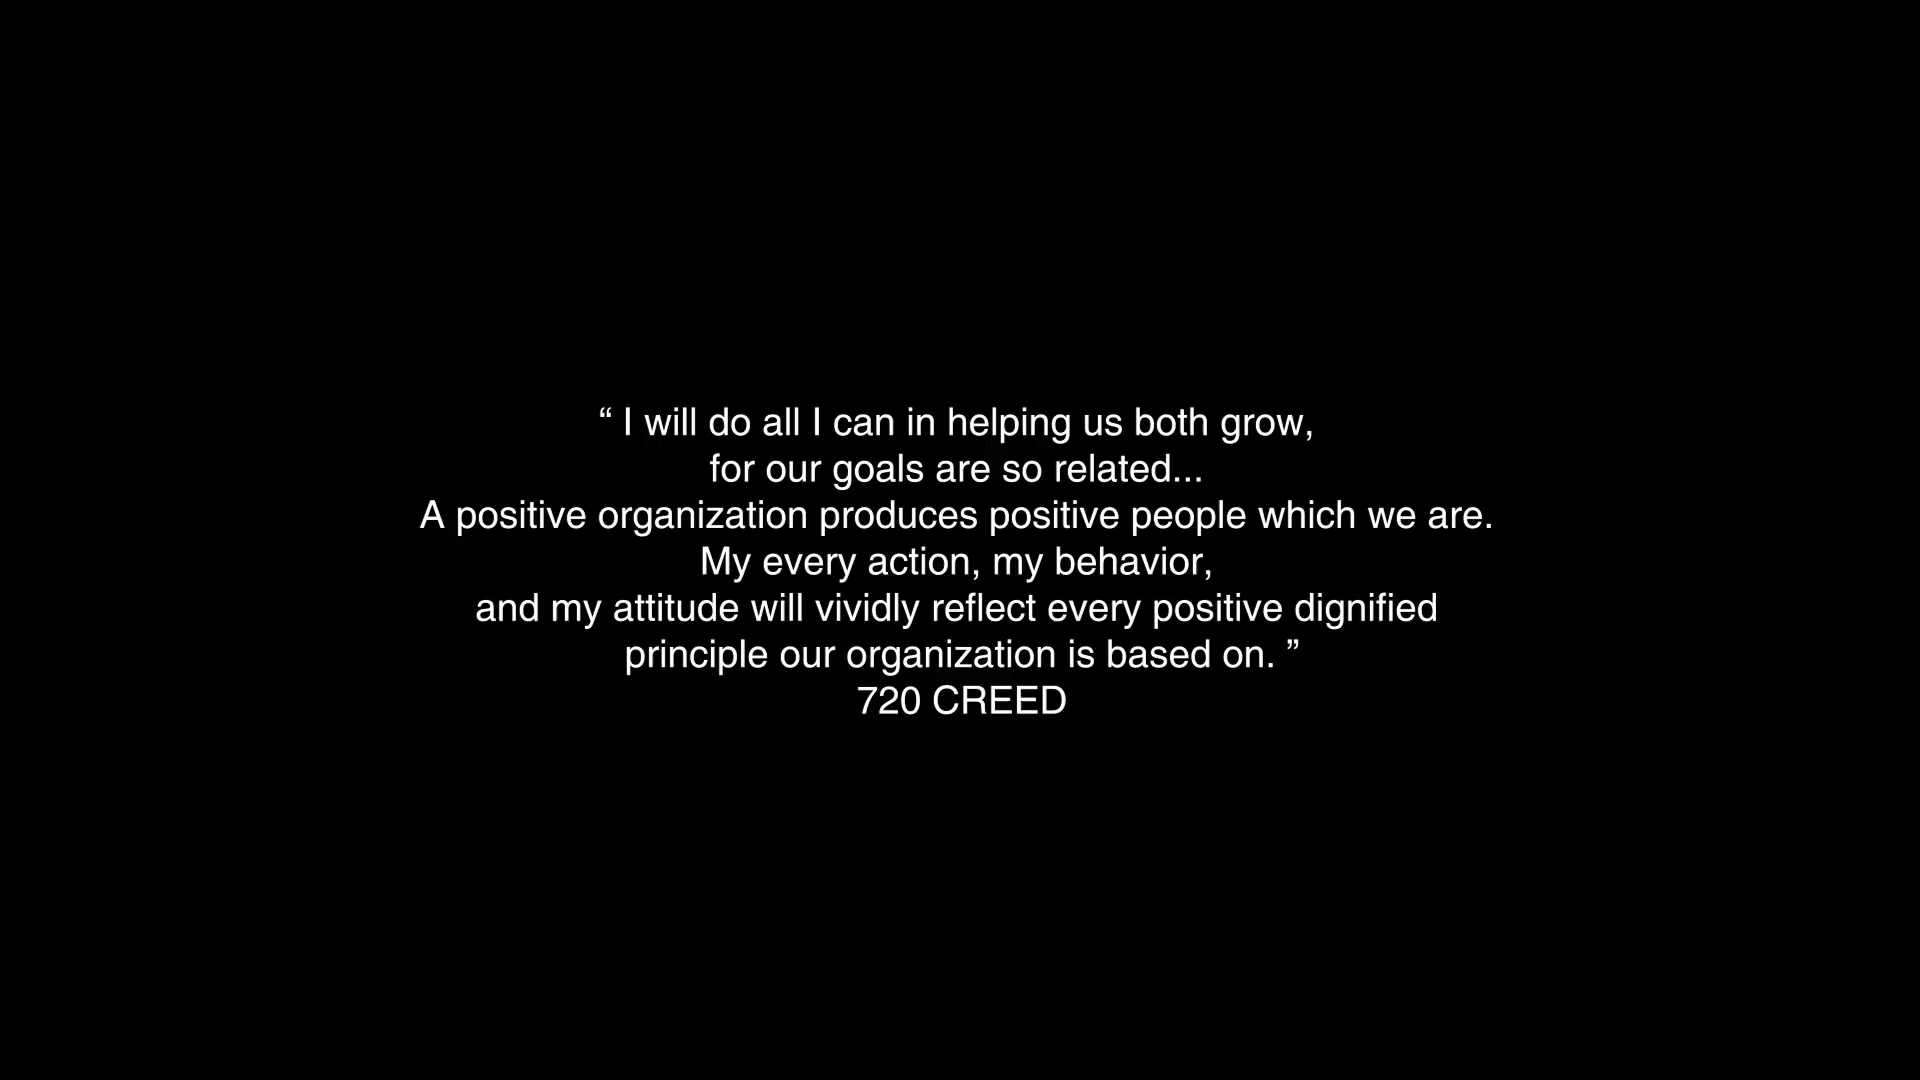 “ I will do all I can in helping us both grow,
for our goals are so related...
A positive organization produces positive people which we are.
My every action, my behavior,
and my attitude will vividly reflect every positive dignified
principle our organization is based on. ”
720 CREED